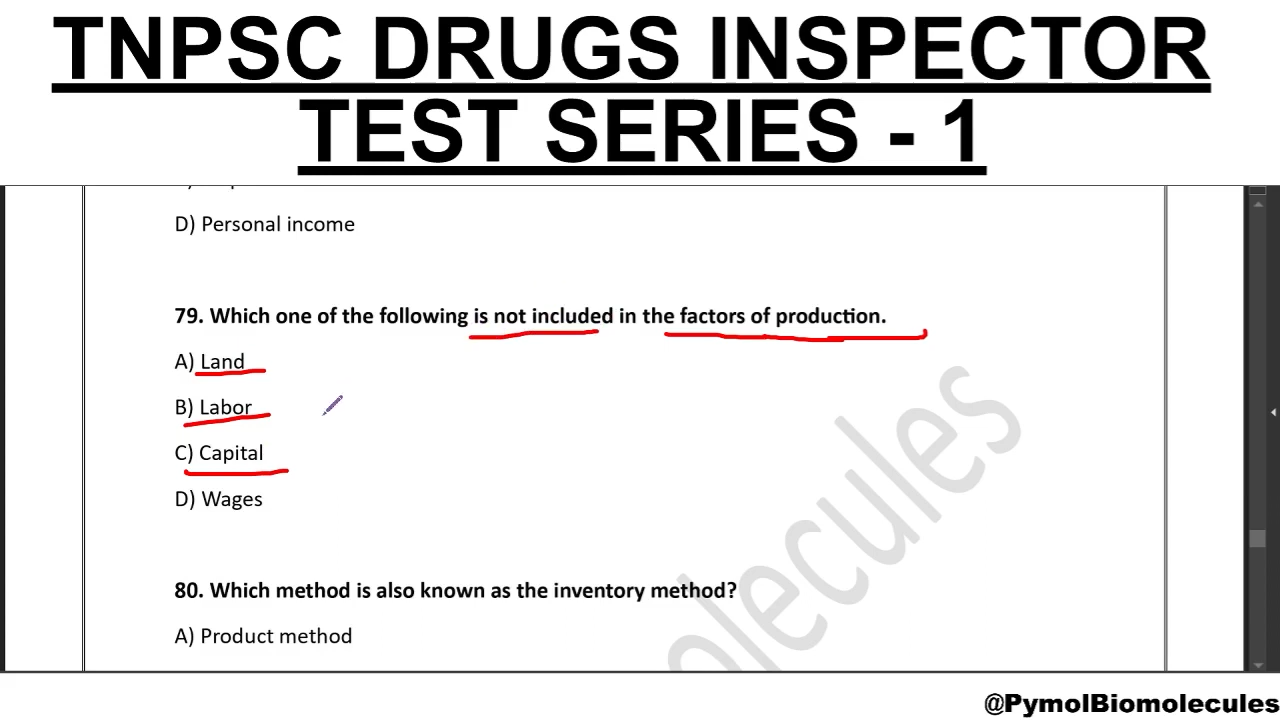 TNPSC DRUGS INSPECTOR
TEST SERIES - 1
D) Personal income
79. Which one of the following is not included in the factors of production.
A) Land
B) Labor
C) Capital
D) Wages
80. Which method is also known as the inventory method?
A) Product method
@PymolBiomolecules